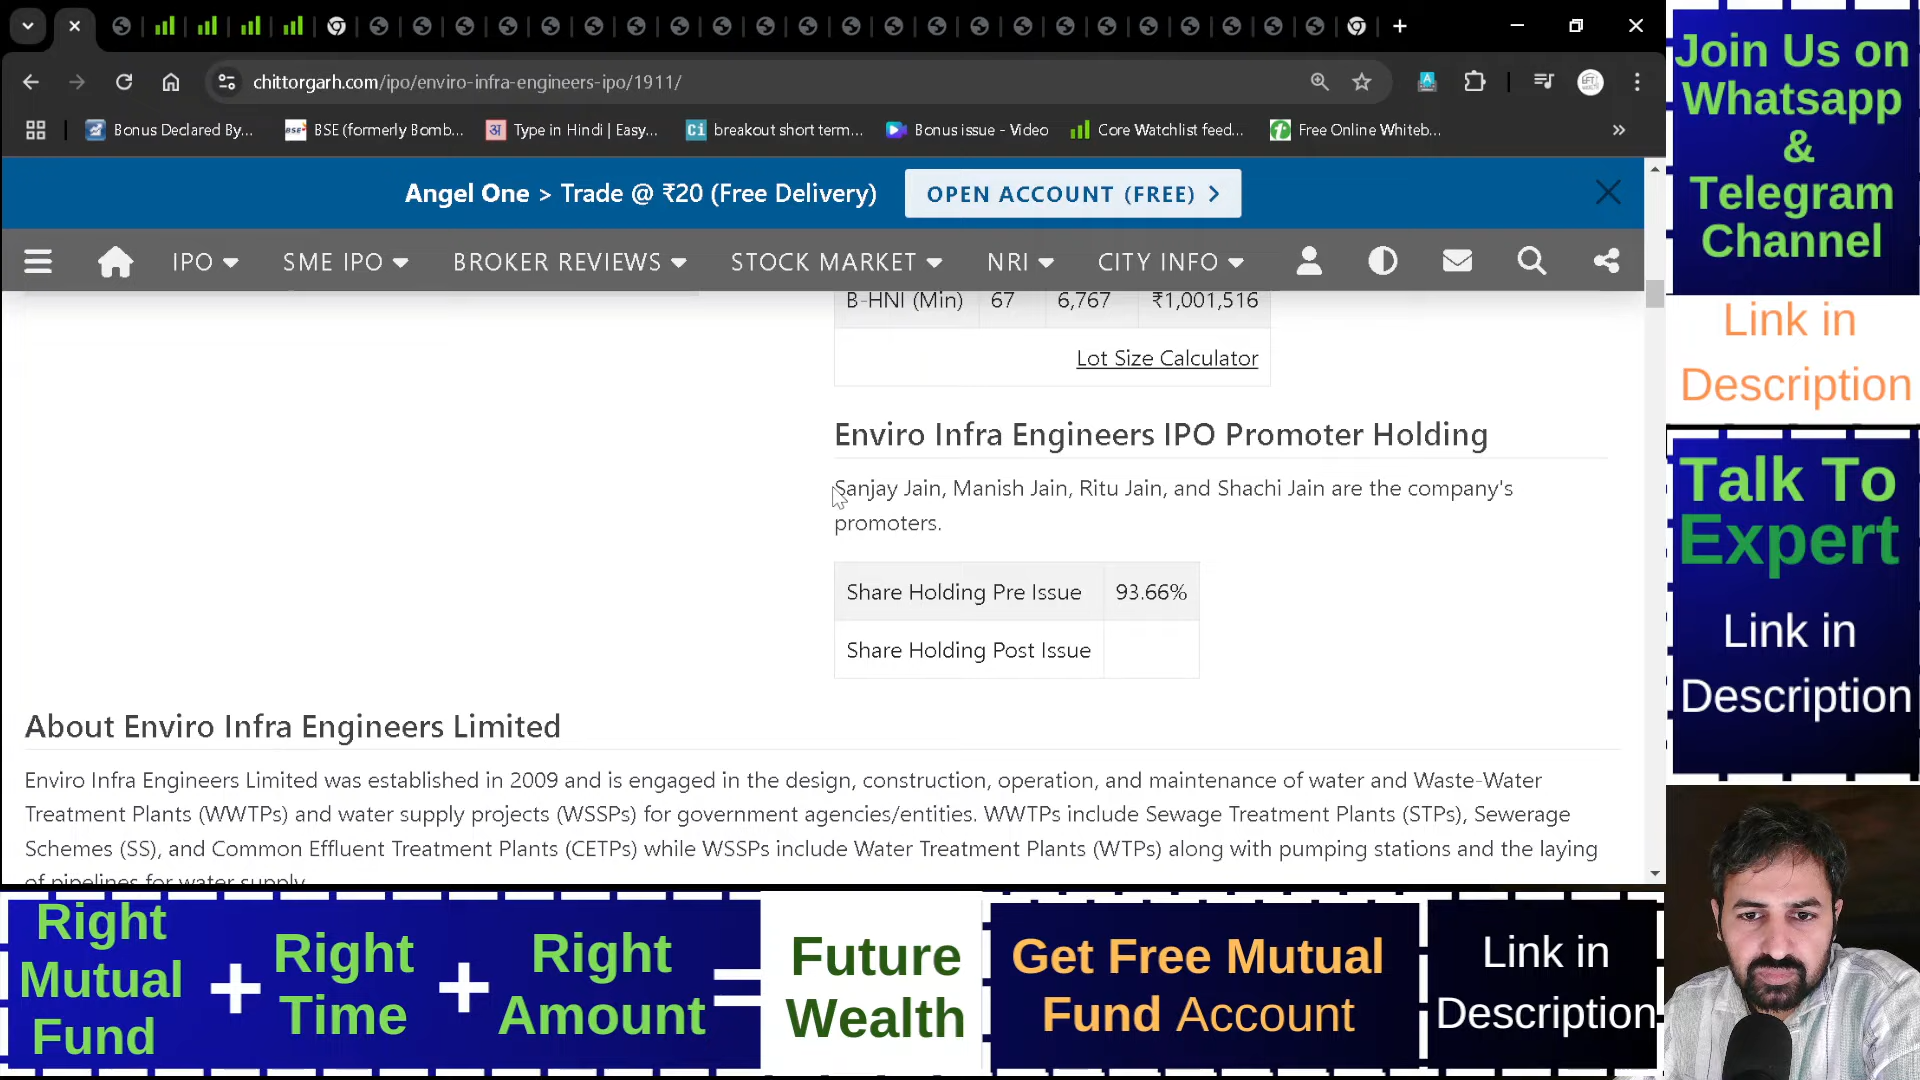 Join Us on
Whatsapp
&
Telegram
Channel
Link in
Description
Talk To
Expert
Link in
Description
chittorgarh.com/ipo/enviro-infra-engineers-ipo/1911/
Bonus Declared By...
BSE (formerly Bomb...
Type in Hindi | Easy...
breakout short term...
Bonus issue - Video
Core Watchlist feed...
Free Online Whiteb...
Angel One > Trade @ ₹20 (Free Delivery)
OPEN ACCOUNT (FREE)
IPO
SME IPO
BROKER REVIEWS
STOCK MARKET
NRI
CITY INFO
B-HNI (Min) 67 6,767 ₹1,001,516
Lot Size Calculator
Enviro Infra Engineers IPO Promoter Holding
Sanjay Jain, Manish Jain, Ritu Jain, and Shachi Jain are the company's
promoters.
Share Holding Pre Issue 93.66%
Share Holding Post Issue
About Enviro Infra Engineers Limited
Enviro Infra Engineers Limited was established in 2009 and is engaged in the design, construction, operation, and maintenance of water and Waste-Water
Treatment Plants (WWTPs) and water supply projects (WSSPs) for government agencies/entities. WWTPs include Sewage Treatment Plants (STPs), Sewerage
Schemes (SS), and Common Effluent Treatment Plants (CETPs) while WSSPs include Water Treatment Plants (WTPs) along with pumping stations and the laying
of pipelines for water supply.
Right
Mutual
Fund
+
Right
Time
+
Right
Amount
=
Future
Wealth
Get Free Mutual
Fund Account
Link in
Description